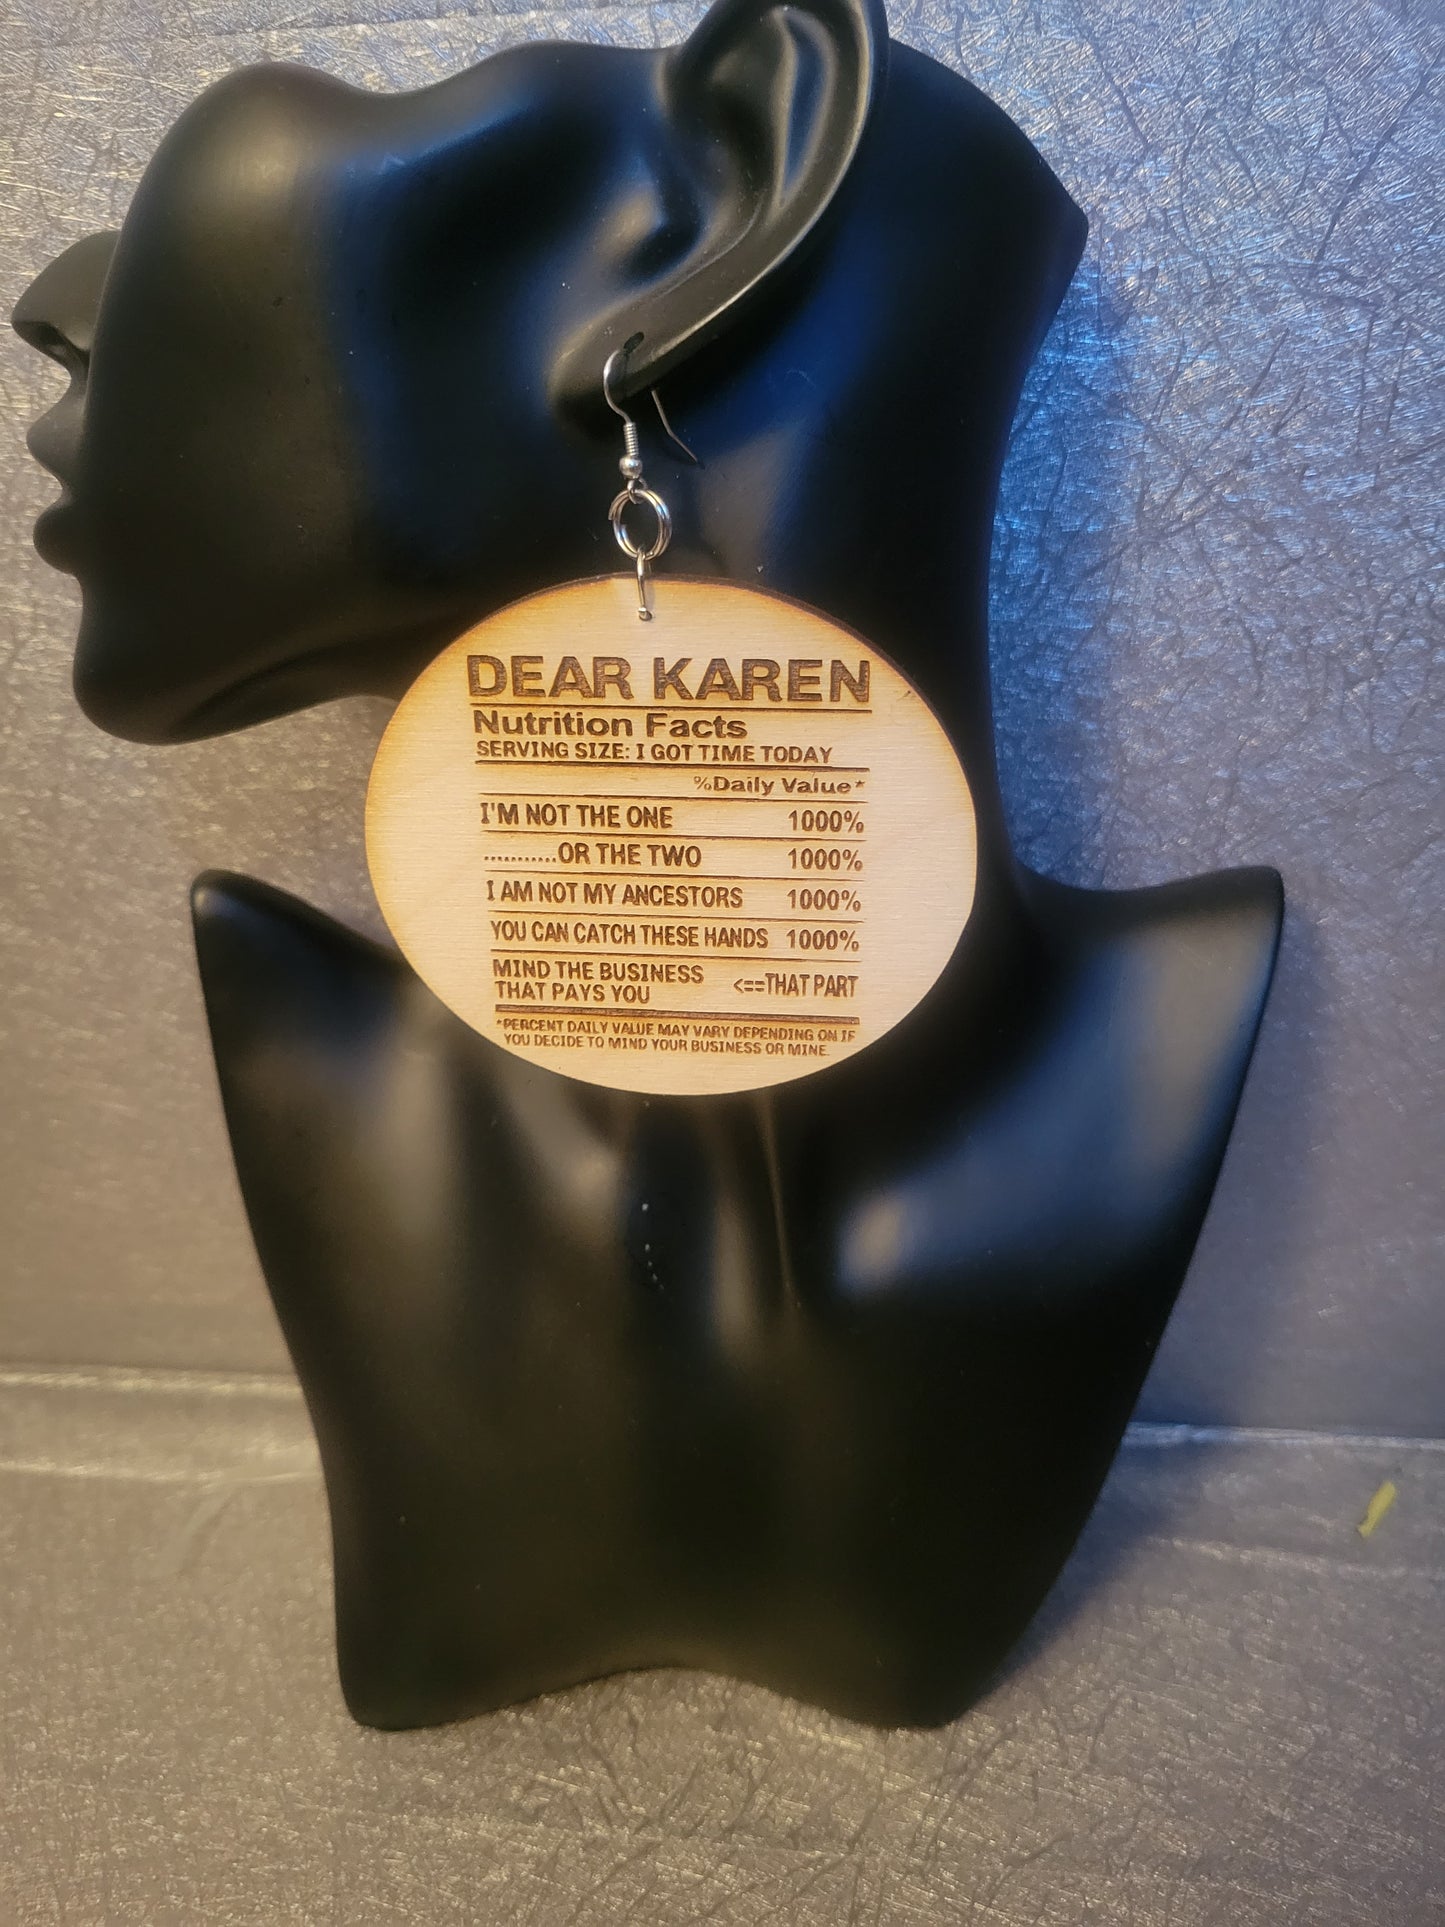 DEAR KAREN
Nutrition Facts
SERVING SIZE: I GOT TIME TODAY
%Daily Value*
I'M NOT THE ONE 1000%
...........OR THE TWO 1000%
I AM NOT MY ANCESTORS 1000%
YOU CAN CATCH THESE HANDS 1000%
MIND THE BUSINESS
THAT PAYS YOU <==THAT PART
*PERCENT DAILY VALUE MAY VARY DEPENDING ON IF
YOU DECIDE TO MIND YOUR BUSINESS OR MINE.